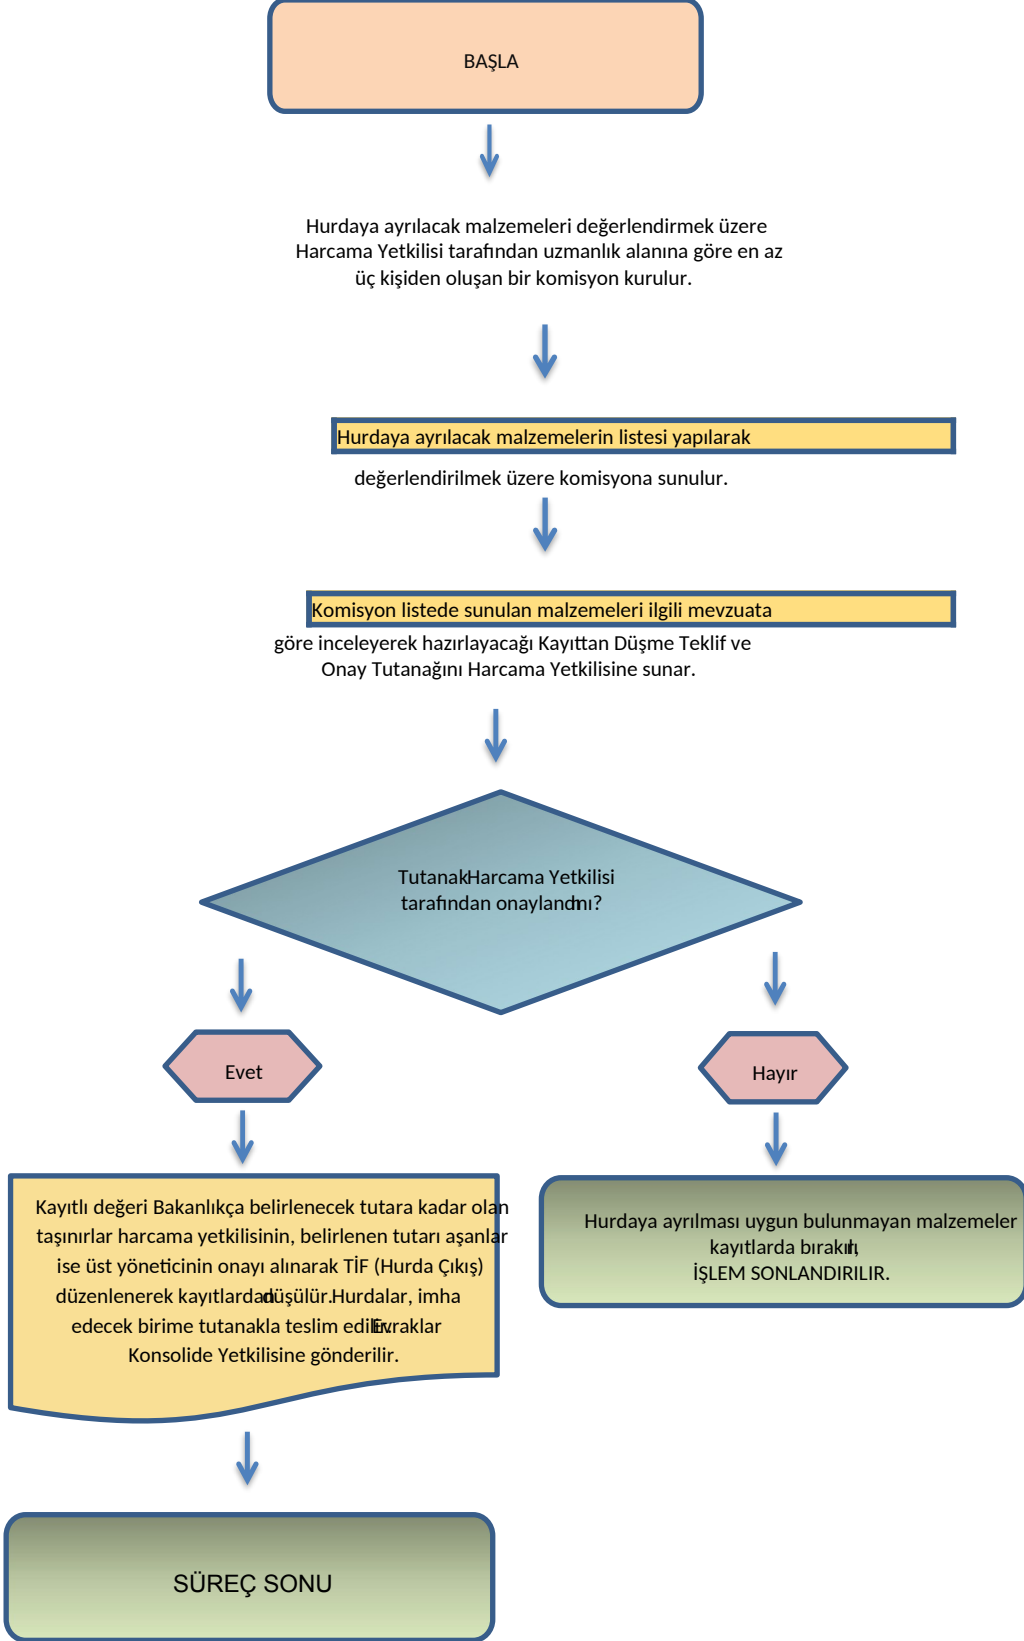 BAŞLA
Hurdaya ayrılacak malzemeleri değerlendirmek üzere
Harcama Yetkilisi tarafından uzmanlık alanına göre en az
üç kişiden oluşan bir komisyon kurulur.
Hurdaya ayrılacak malzemelerin listesi yapılarak
değerlendirilmek üzere komisyona sunulur.
Komisyon listede sunulan malzemeleri ilgili mevzuata
göre inceleyerek hazırlayacağı Kayıttan Düşme Teklif ve
Onay Tutanağını Harcama Yetkilisine sunar.
Tutanak Harcama Yetkilisi
tarafından onaylandı mı?
Evet
Hayır
Kayıtlı değeri Bakanlıkça belirlenecek tutara kadar olan
taşınırlar harcama yetkilisinin, belirlenen tutarı aşanlar
ise üst yöneticinin onayı alınarak TİF (Hurda Çıkış)
düzenlenerek kayıtlardan düşülür. Hurdalar, imha
edecek birime tutanakla teslim edilir. Evraklar
Konsolide Yetkilisine gönderilir.
Hurdaya ayrılması uygun bulunmayan malzemeler
kayıtlarda bırakılır,
İŞLEM SONLANDIRILIR.
SÜREÇ SONU